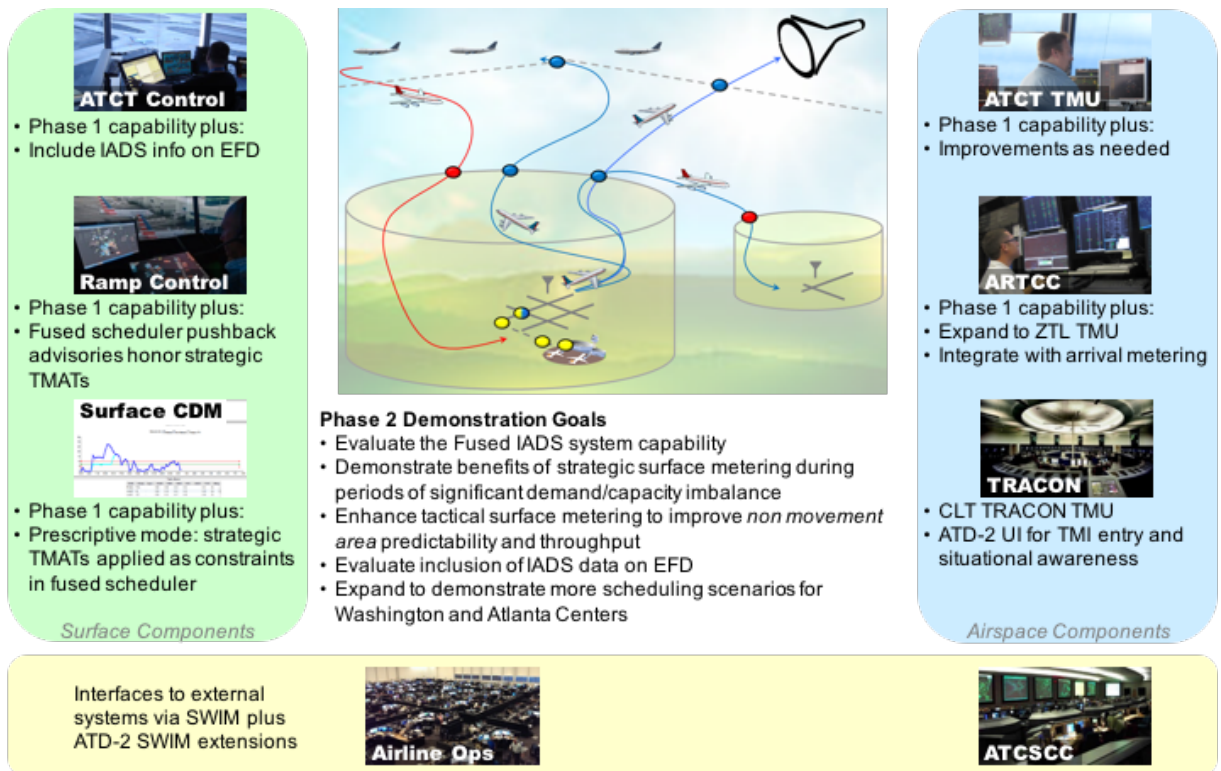 ATCT Control
• Phase 1 capability plus:
• Include IADS info on EFD
Ramp Control
• Phase 1 capability plus:
• Fused scheduler pushback
advisories honor strategic
TMATs
Surface CDM
• Phase 1 capability plus:
• Prescriptive mode: strategic
TMATs applied as constraints
in fused scheduler
Surface Components
Phase 2 Demonstration Goals
• Evaluate the Fused IADS system capability
• Demonstrate benefits of strategic surface metering during
periods of significant demand/capacity imbalance
• Enhance tactical surface metering to improve non movement
area predictability and throughput
• Evaluate inclusion of IADS data on EFD
• Expand to demonstrate more scheduling scenarios for
Washington and Atlanta Centers
ATCT TMU
• Phase 1 capability plus:
• Improvements as needed
ARTCC
• Phase 1 capability plus:
• Expand to ZTL TMU
• Integrate with arrival metering
TRACON
• CLT TRACON TMU
• ATD-2 UI for TMI entry and
situational awareness
Airspace Components
Interfaces to external
systems via SWIM plus
ATD-2 SWIM extensions
Airline Ops
ATCSCC